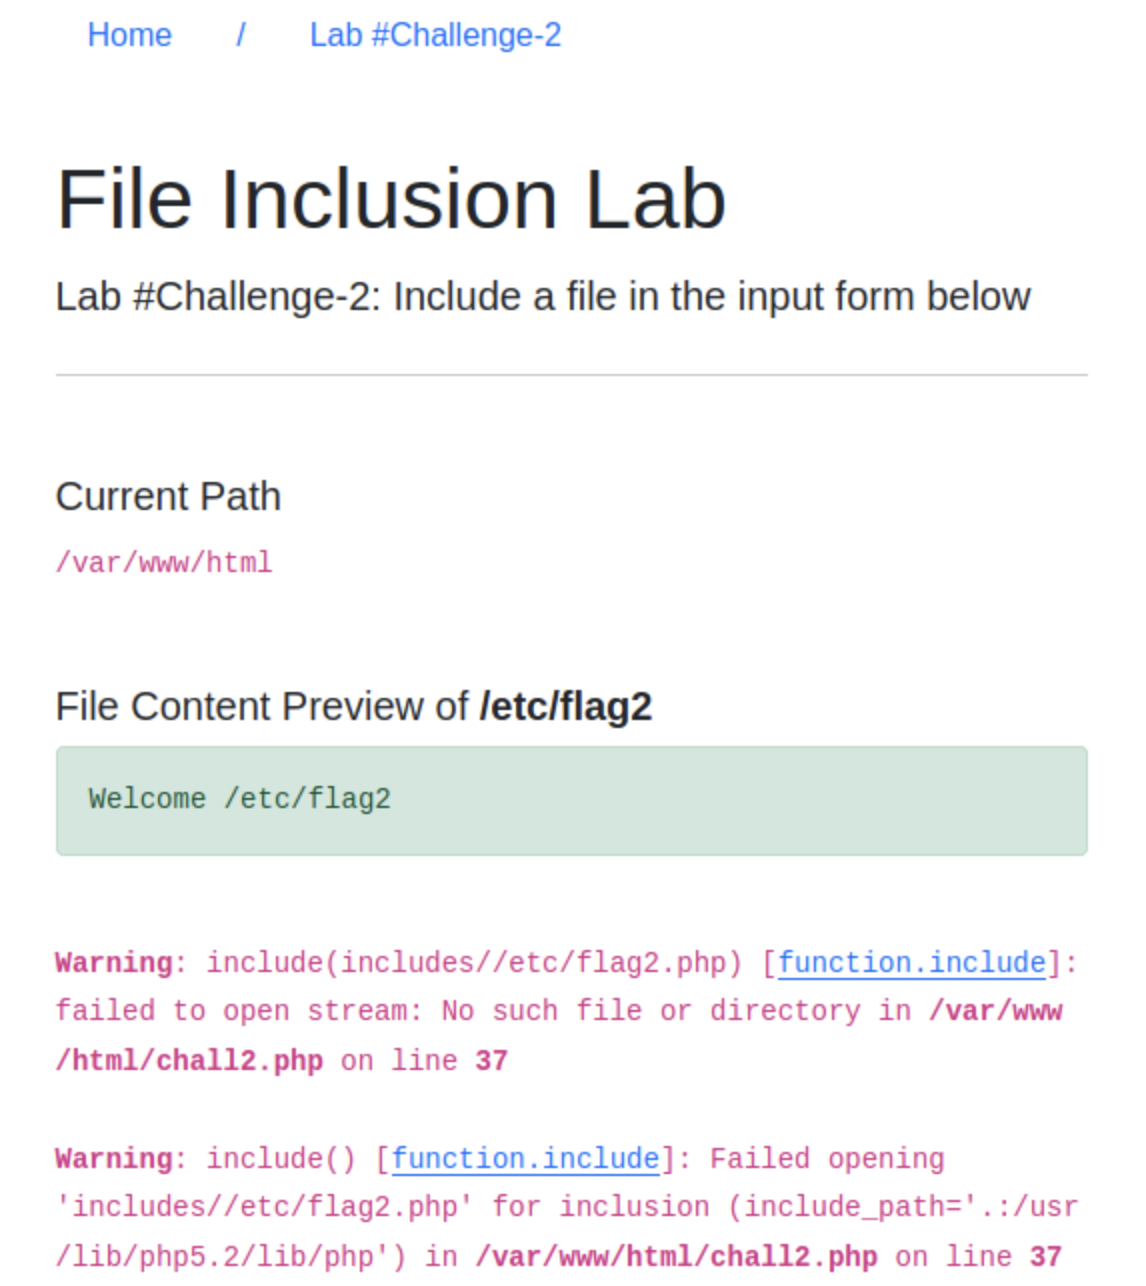 Home / Lab #Challenge-2
File Inclusion Lab
Lab #Challenge-2: Include a file in the input form below
Current Path
/var/www/html
File Content Preview of /etc/flag2
Welcome /etc/flag2
Warning: include(includes//etc/flag2.php) [function.include]:
failed to open stream: No such file or directory in /var/www
/html/chall2.php on line 37
Warning: include() [function.include]: Failed opening
'includes//etc/flag2.php' for inclusion (include_path='.:/usr
/lib/php5.2/lib/php') in /var/www/html/chall2.php on line 37